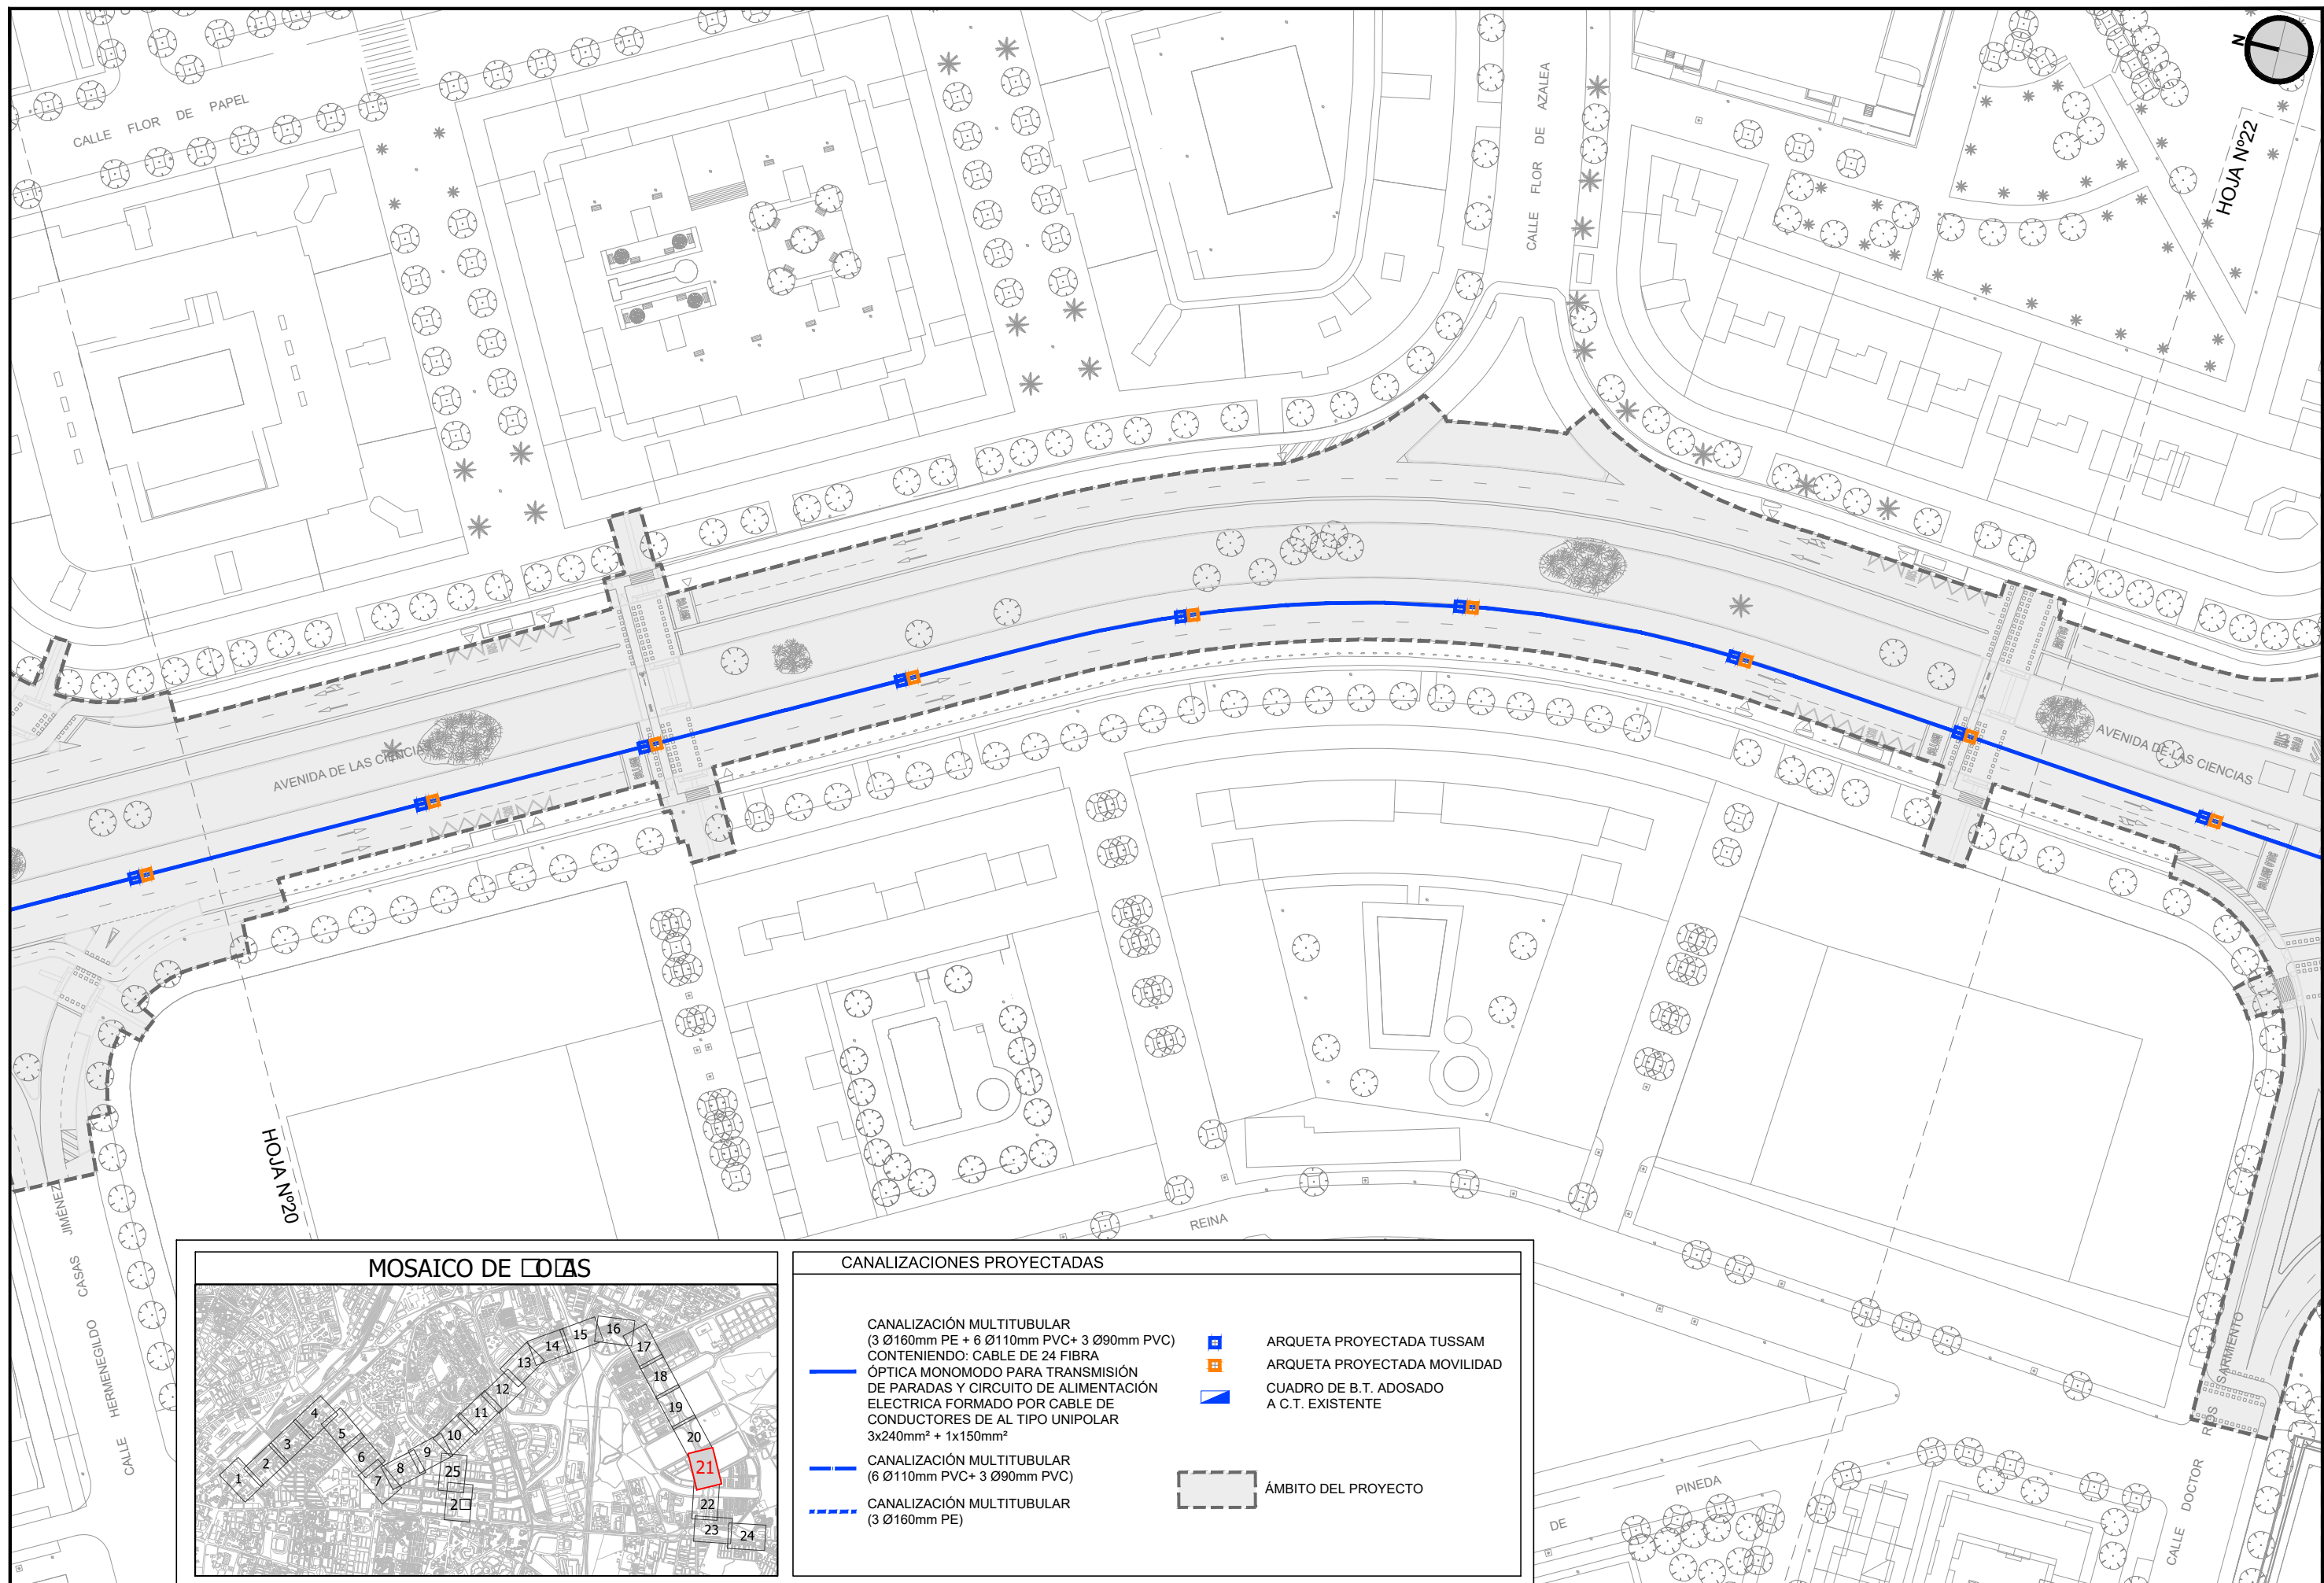 N
CALLE FLOR DE PAPEL
CALLE FLOR DE AZALEA
HOJA Nº22
AVENIDA DE LAS CIENCIAS
AVENIDA DE LAS CIENCIAS
HOJA Nº20
CALLE HERMENEGILDO CASAS JIMÉNEZ
REINA
DE
PINEDA
CALLE DOCTOR RIOS SARMIENTO
MOSAICO DE □O□AS
1
2
3
4
5
6
7
8
9
10
11
12
13
14
15
16
17
18
19
20
21
22
23
24
25
2□
CANALIZACIONES PROYECTADAS
CANALIZACIÓN MULTITUBULAR
(3 Ø160mm PE + 6 Ø110mm PVC+ 3 Ø90mm PVC)
CONTENIENDO: CABLE DE 24 FIBRA
ÓPTICA MONOMODO PARA TRANSMISIÓN
DE PARADAS Y CIRCUITO DE ALIMENTACIÓN
ELECTRICA FORMADO POR CABLE DE
CONDUCTORES DE AL TIPO UNIPOLAR
3x240mm² + 1x150mm²
CANALIZACIÓN MULTITUBULAR
(6 Ø110mm PVC+ 3 Ø90mm PVC)
CANALIZACIÓN MULTITUBULAR
(3 Ø160mm PE)
ARQUETA PROYECTADA TUSSAM
ARQUETA PROYECTADA MOVILIDAD
CUADRO DE B.T. ADOSADO
A C.T. EXISTENTE
ÁMBITO DEL PROYECTO